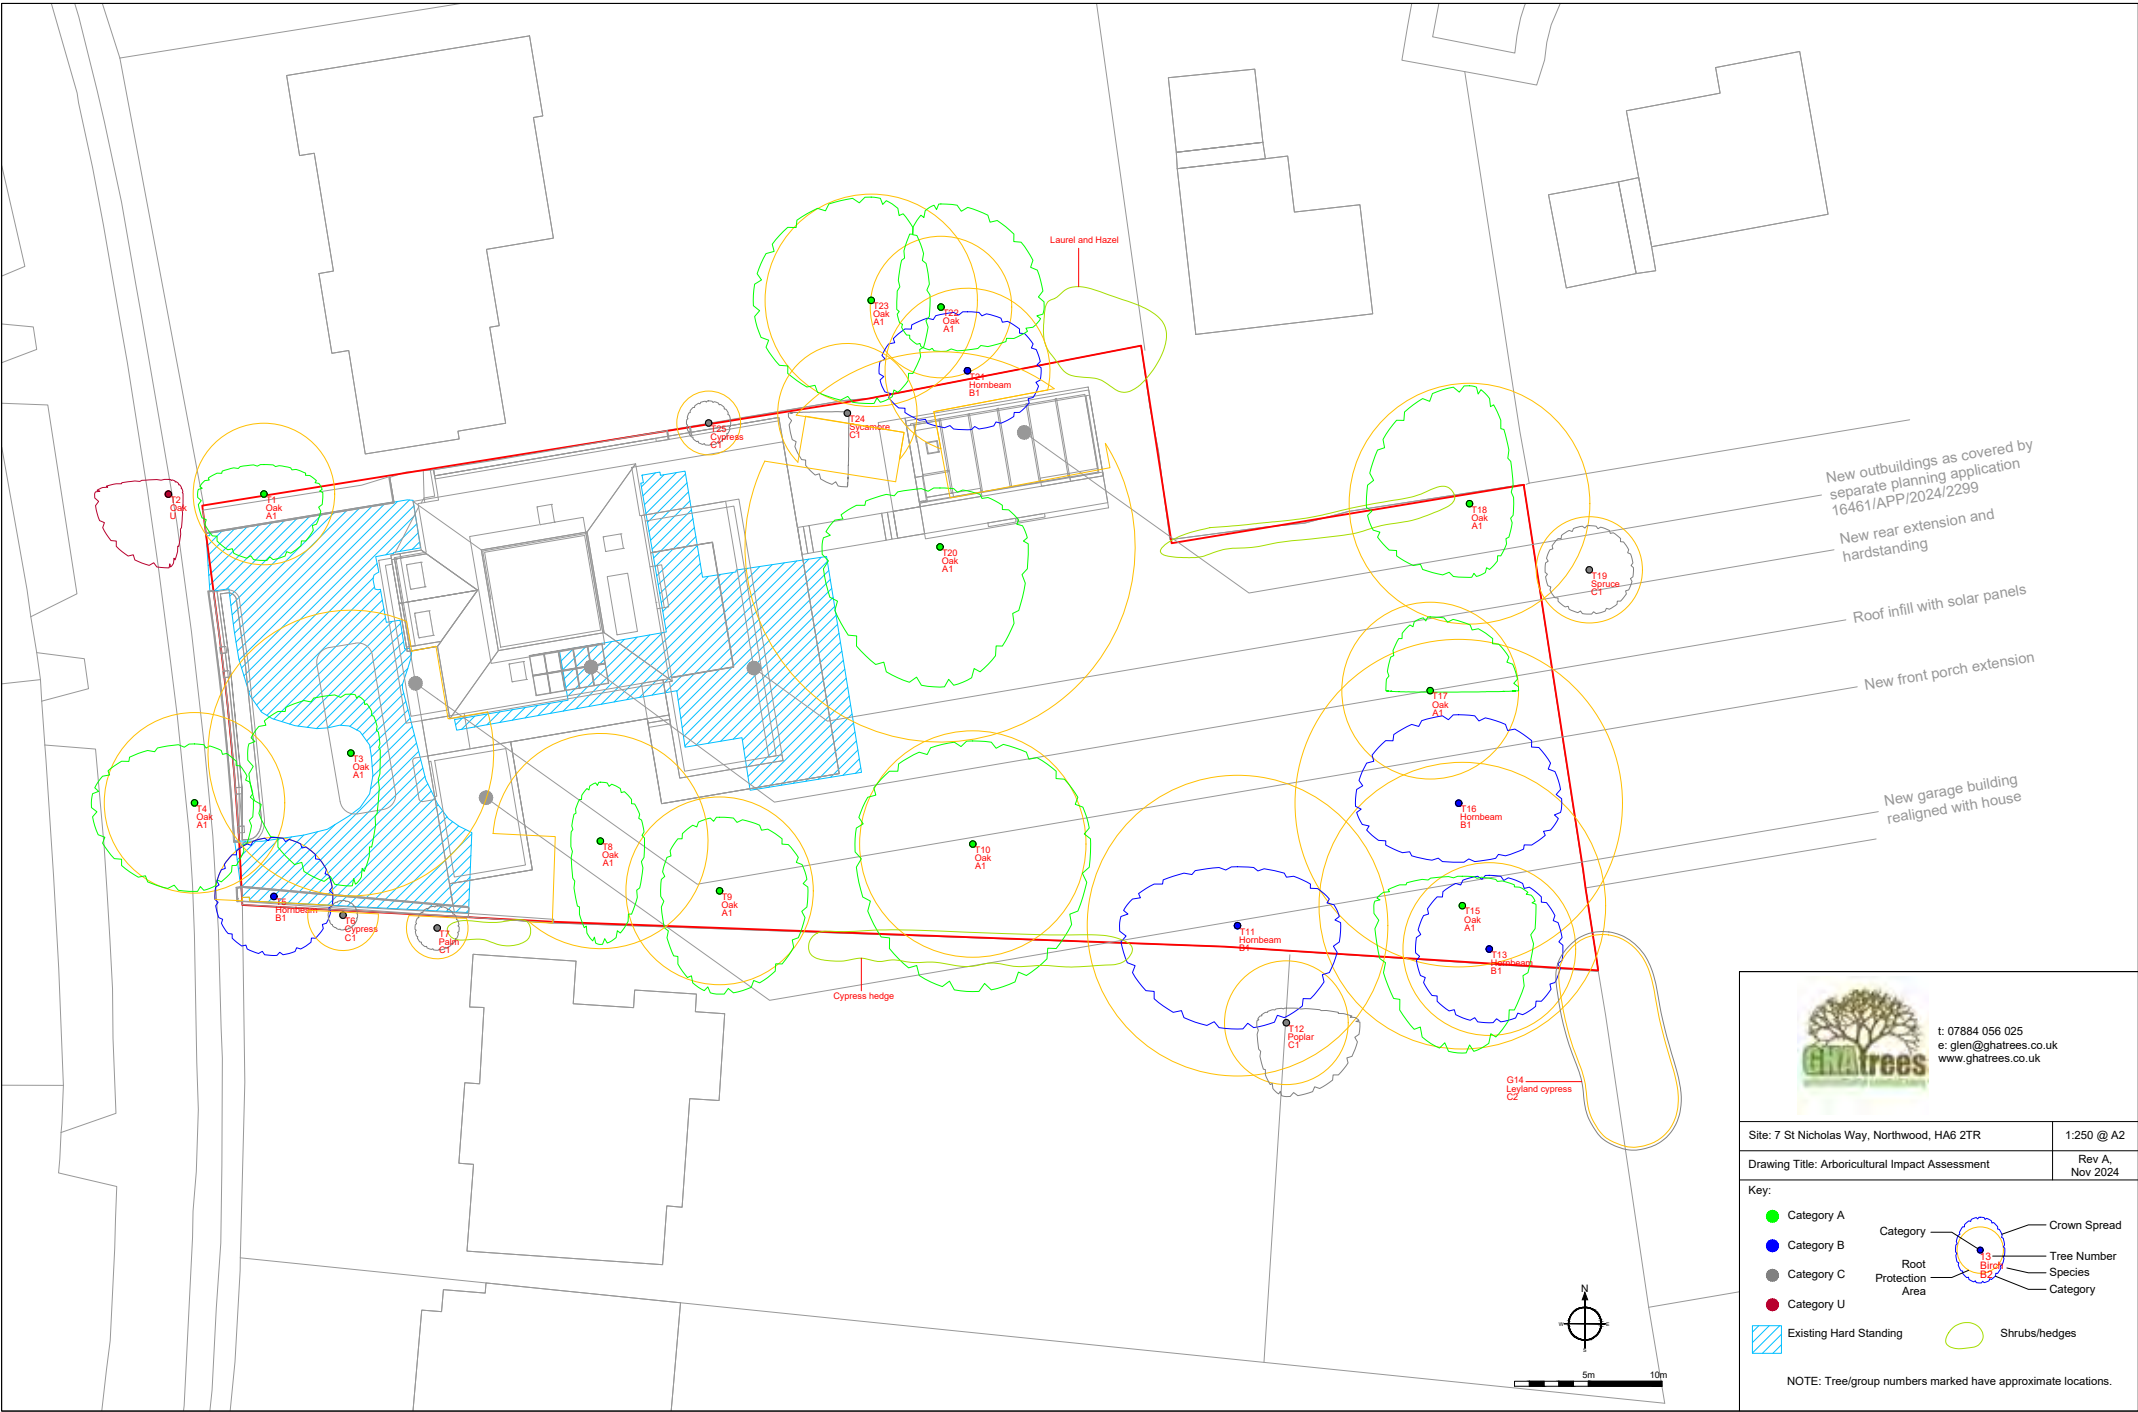 Laurel and Hazel
T23
Oak
A1
T22
Oak
A1
T21
Hornbeam
B1
T24
Sycamore
C1
T25
Cypress
C1
T2
Oak
U
T1
Oak
A1
T20
Oak
A1
T18
Oak
A1
T19
Spruce
C1
New outbuildings as covered by
separate planning application
16461/APP/2024/2299
New rear extension and
hardstanding
Roof infill with solar panels
New front porch extension
New garage building
realigned with house
T17
Oak
A1
T3
Oak
A1
T4
Oak
A1
T16
Hornbeam
B1
T8
Oak
A1
T10
Oak
A1
T9
Oak
A1
T5
Hornbeam
B1
T6
Cypress
C1
T7
Palm
C1
T11
Hornbeam
B1
T15
Oak
A1
T13
Hornbeam
B1
Cypress hedge
T12
Poplar
C1
G14
Leyland cypress
C2
GHAtrees
t: 07884 056 025
e: glen@ghatrees.co.uk
www.ghatrees.co.uk
Site: 7 St Nicholas Way, Northwood, HA6 2TR
1:250 @ A2
Drawing Title: Arboricultural Impact Assessment
Rev A,
Nov 2024
Key:
Category A
Category B
Category C
Category U
Existing Hard Standing
Category
Root
Protection
Area
T3
Birch
B2
Crown Spread
Tree Number
Species
Category
Shrubs/hedges
NOTE: Tree/group numbers marked have approximate locations.
N
5m
10m